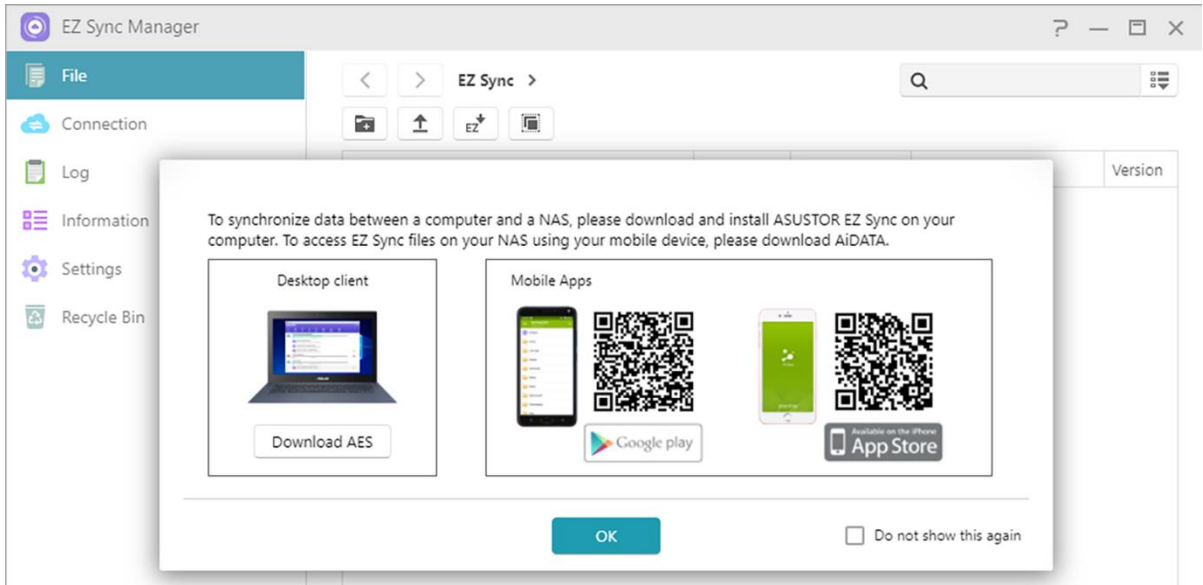 EZ Sync Manager
File
Connection
Log
Information
Settings
Recycle Bin
EZ Sync
EZ
Version
To synchronize data between a computer and a NAS, please download and install ASUSTOR EZ Sync on your
computer. To access EZ Sync files on your NAS using your mobile device, please download AiDATA.
Desktop client
Download AES
Mobile Apps
Google play
Available on the iPhone
App Store
OK
Do not show this again